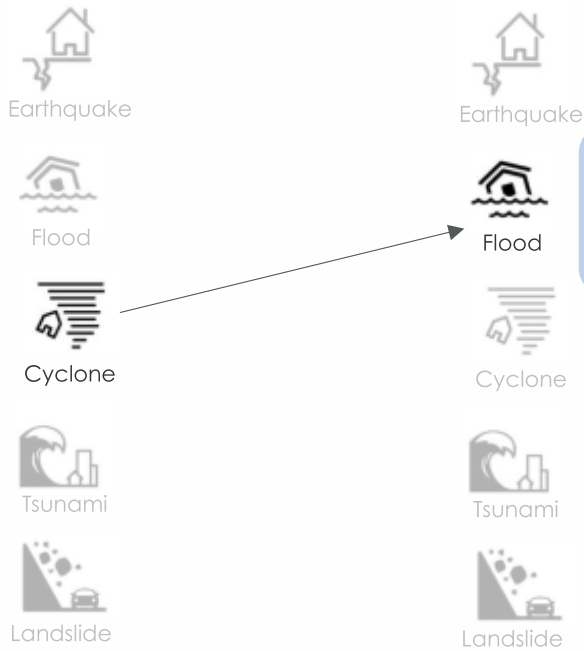 Earthquake
Flood
Cyclone
Tsunami
Landslide
Earthquake
Flood
Cyclone
Tsunami
Landslide